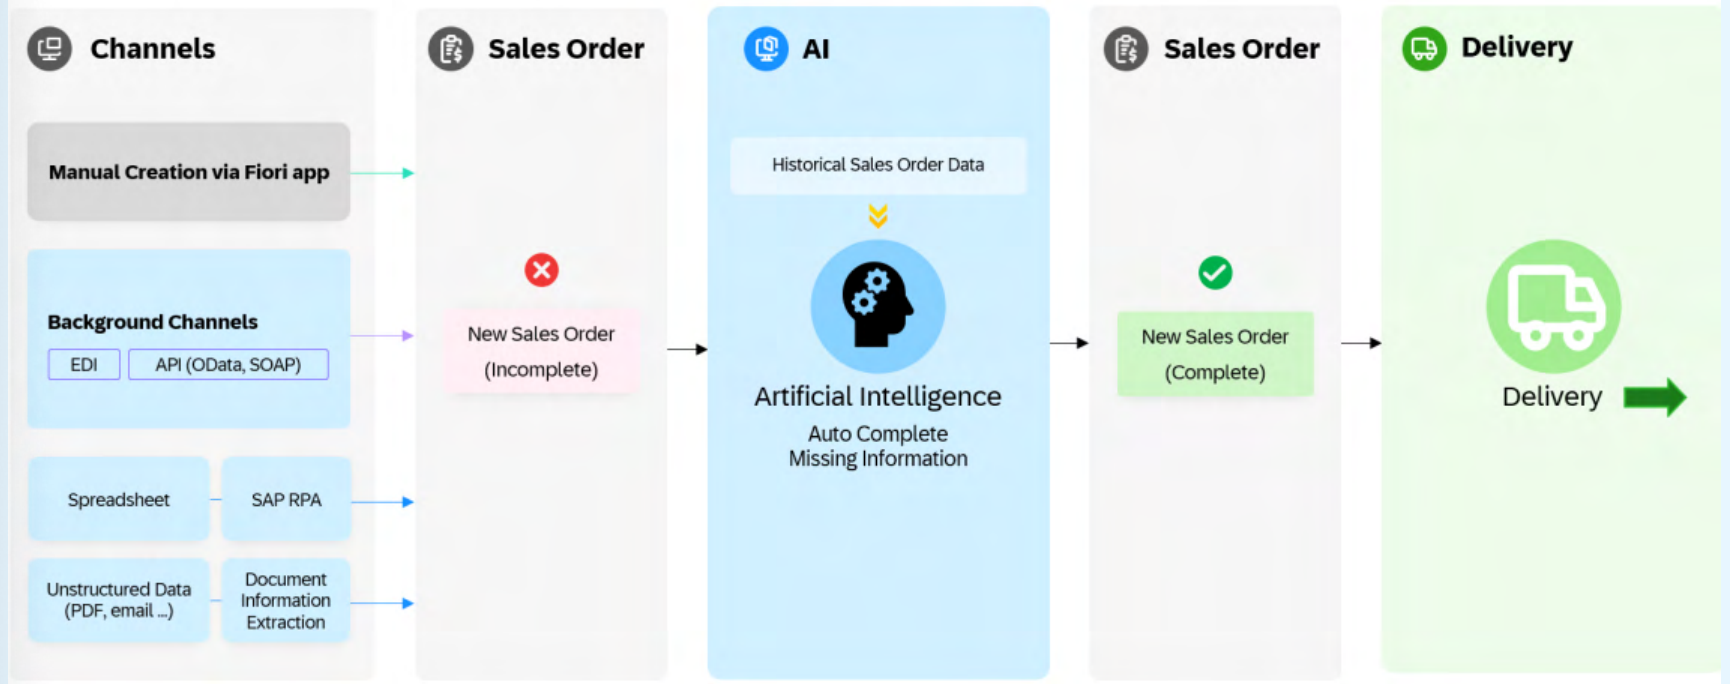 Channels
Manual Creation via Fiori app
Background Channels
EDI
API (OData, SOAP)
Spreadsheet
SAP RPA
Unstructured Data
(PDF, email ...)
Document
Information
Extraction
Sales Order
New Sales Order
(Incomplete)
AI
Historical Sales Order Data
Artificial Intelligence
Auto Complete
Missing Information
Sales Order
New Sales Order
(Complete)
Delivery
Delivery